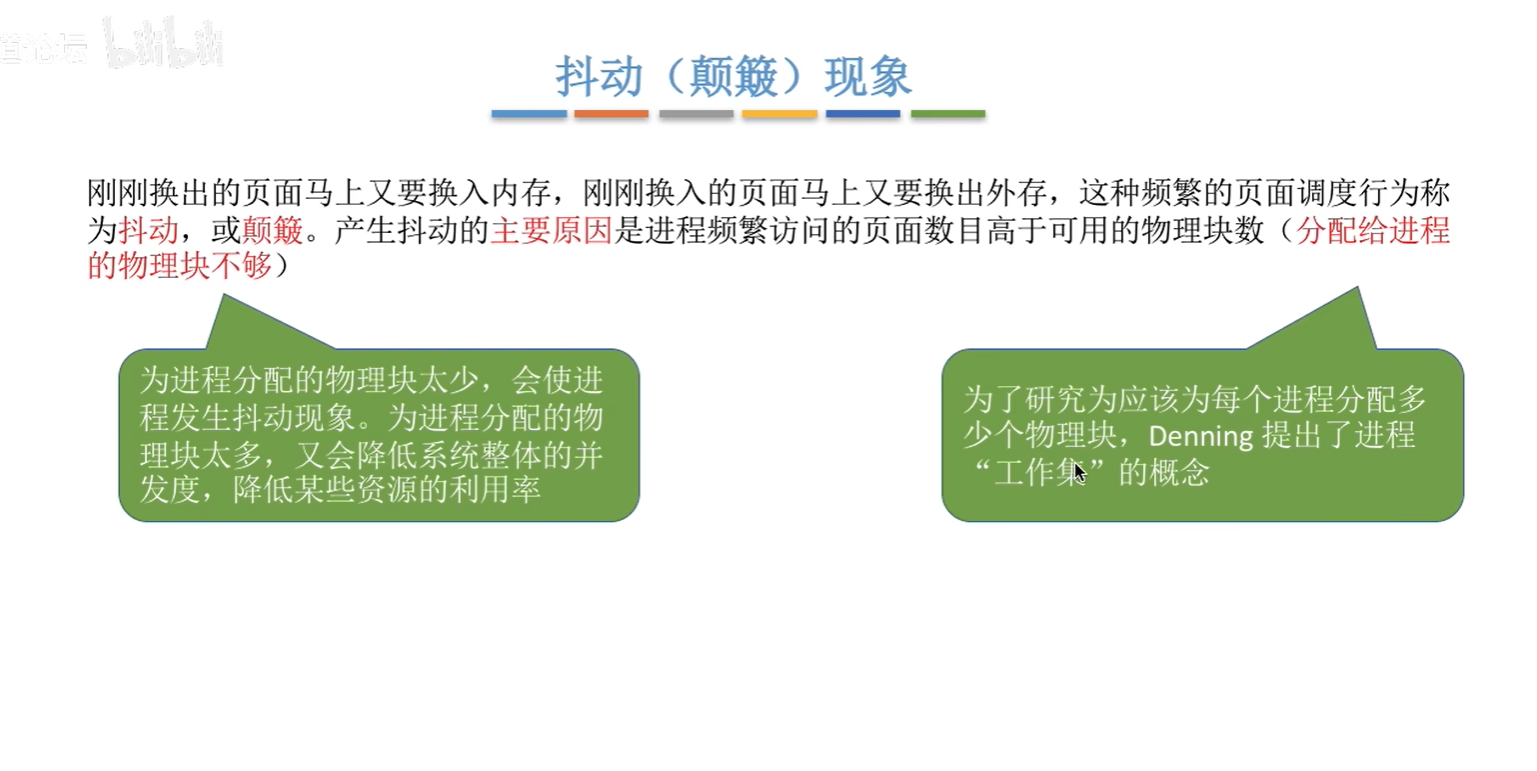 道论坛 bilibili
抖动（颠簸）现象
刚刚换出的页面马上又要换入内存，刚刚换入的页面马上又要换出外存，这种频繁的页面调度行为称
为抖动，或颠簸。产生抖动的主要原因是进程频繁访问的页面数目高于可用的物理块数（分配给进程
的物理块不够）
为进程分配的物理块太少，会使进
程发生抖动现象。为进程分配的物
理块太多，又会降低系统整体的并
发度，降低某些资源的利用率
为了研究为应该为每个进程分配多
少个物理块，Denning 提出了进程
“工作集”的概念